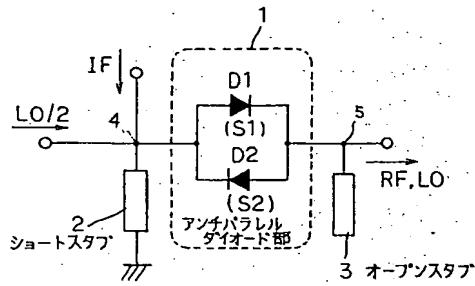 1
IF
D1
LO/2
4
(S1)
5
D2
RF, LO
(S2)
2
アンチパラレル
ダイオード部
ショートスタブ
3 オープンスタブ